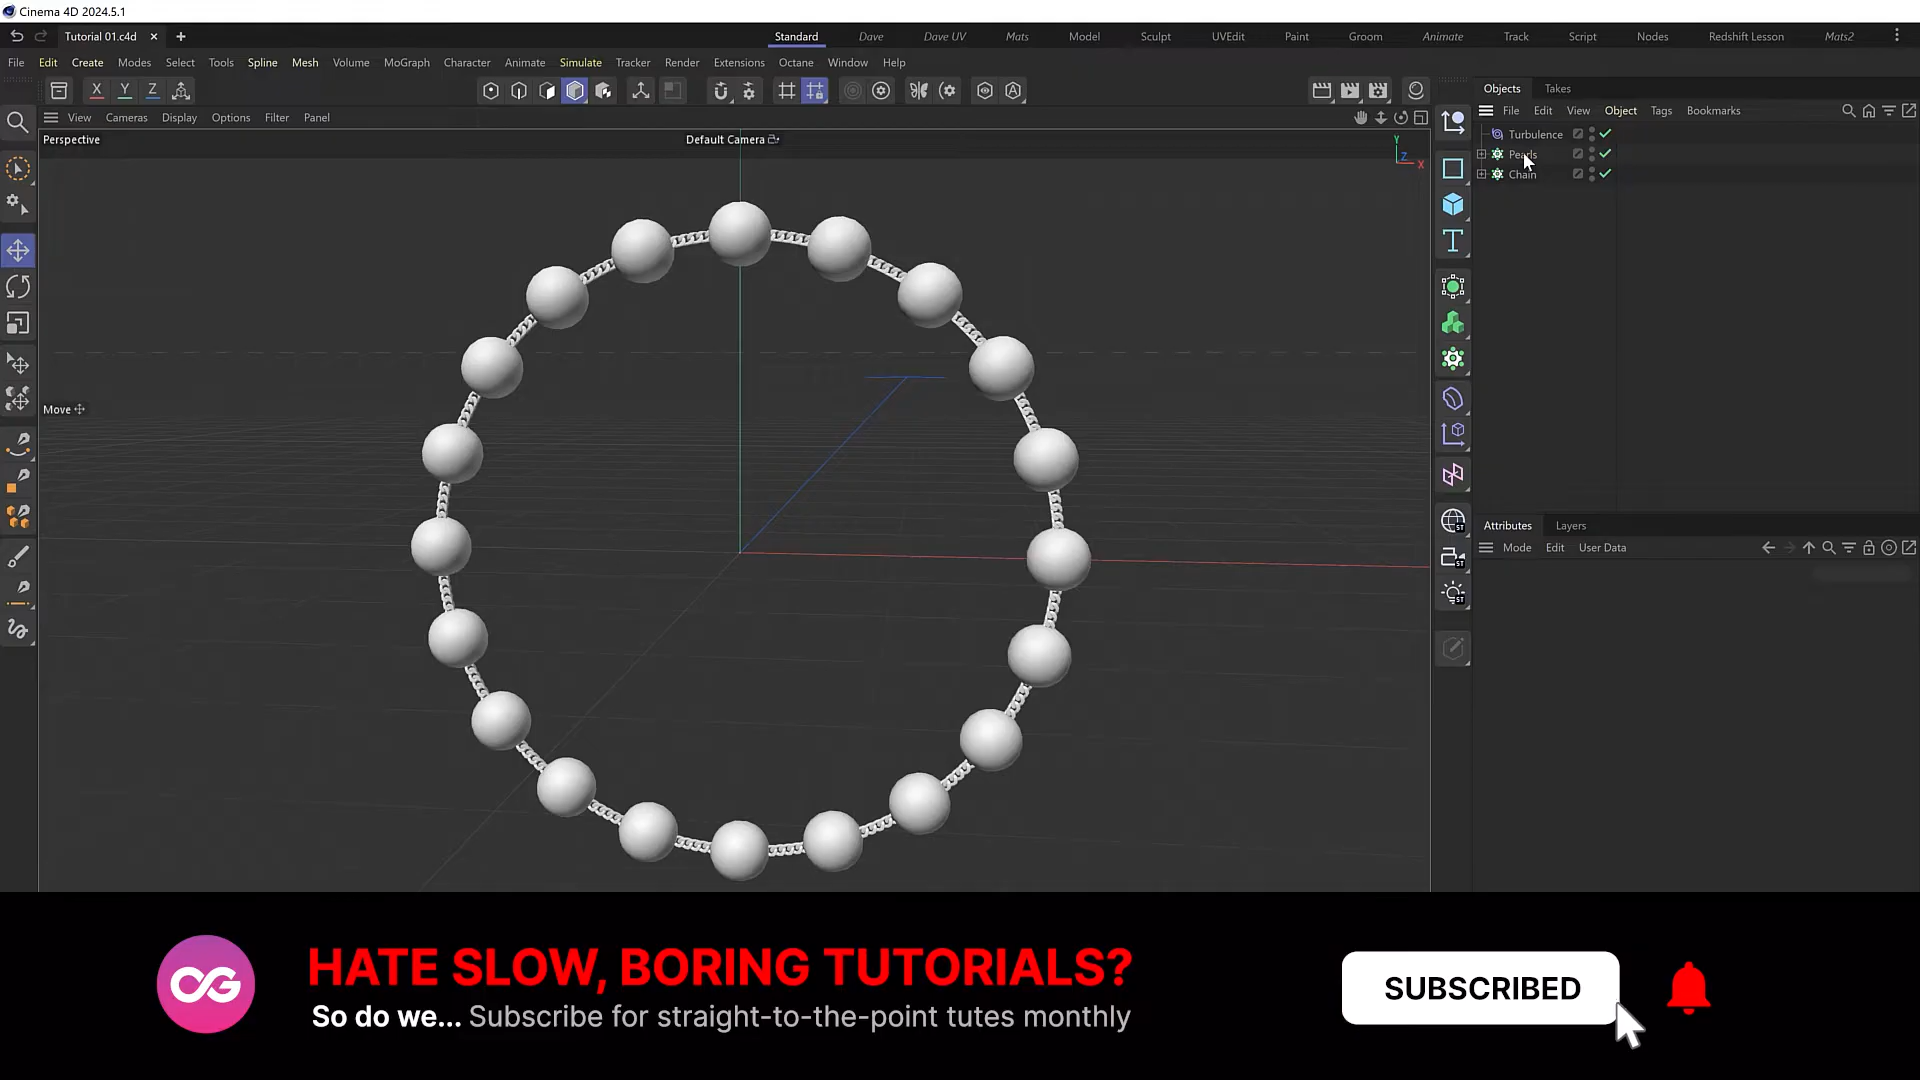 Cinema 4D 2024.5.1
Tutorial 01.c4d × +
Standard Dave Dave UV Mats Model Sculpt UVEdit Paint Groom Animate Track Script Nodes Redshift Lesson Mats2
File Edit Create Modes Select Tools Spline Mesh Volume MoGraph Character Animate Simulate Tracker Render Extensions Octane Window Help
X Y Z
Objects Takes
View Cameras Display Options Filter Panel
File Edit View Object Tags Bookmarks
Perspective
Default Camera
Y
Z
X
Turbulence
Pearls
Chain
Move
ST
ST
ST
Attributes Layers
Mode Edit User Data
OG
HATE SLOW, BORING TUTORIALS?
So do we... Subscribe for straight-to-the-point tutes monthly
SUBSCRIBED